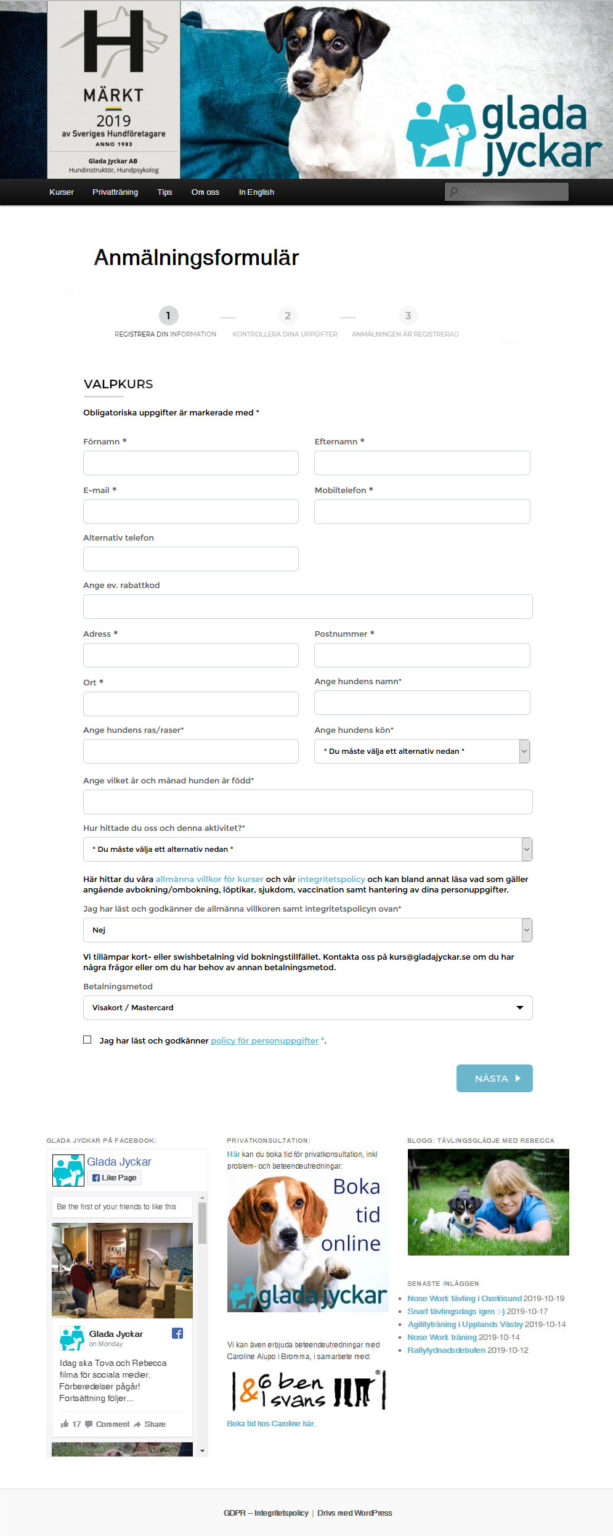 H
MÄRKT
2019
av Sveriges Hundföretagare
ANNO 1983
Glada Jyckar AB
Hundinstruktör, Hundpsykolog
glada
jyckar
Kurser Privatträning Tips Om oss In English
Anmälningsformulär
1 2 3
REGISTRERA DIN INFORMATION KONTROLLERA DINA UPPGIFTER ANMÄLNINGEN ÄR REGISTRERAD
VALPKURS
Obligatoriska uppgifter är markerade med *
Förnamn * Efternamn *
E-mail * Mobiltelefon *
Alternativ telefon
Ange ev. rabattkod
Adress * Postnummer *
Ort * Ange hundens namn*
Ange hundens ras/raser* Ange hundens kön*
* Du måste välja ett alternativ nedan *
Ange vilket år och månad hunden är född*
Hur hittade du oss och denna aktivitet?*
* Du måste välja ett alternativ nedan *
Här hittar du våra allmänna villkor för kurser och vår integritetspolicy och kan bland annat läsa vad som gäller
angående avbokning/ombokning, löptikar, sjukdom, vaccination samt hantering av dina personuppgifter.
Jag har läst och godkänner de allmänna villkoren samt integritetspolicyn ovan*
Nej
Vi tillämpar kort- eller swishbetalning vid bokningstillfället. Kontakta oss på kurs@gladajyckar.se om du har
några frågor eller om du har behov av annan betalningsmetod.
Betalningsmetod
Visakort / Mastercard
Jag har läst och godkänner policy för personuppgifter *.
NÄSTA
GLADA JYCKAR PÅ FACEBOOK:
Glada Jyckar
Like Page
Be the first of your friends to like this
Glada Jyckar
on Monday
Idag ska Tova och Rebecca
filma för sociala medier.
Förberedelser pågår!
Fortsättning följer...
17 Comment Share
PRIVATKONSULTATION:
Här kan du boka tid för privatkonsultation, inkl
problem- och beteendeutredningar:
Boka
tid
online
glada jyckar
Vi kan även erbjuda beteendeutredningar med
Caroline Alupo i Bromma, i samarbete med:
& 6 ben
1 svans ®
Boka tid hos Caroline här.
BLOGG: TÄVLINGSGLÄDJE MED REBECCA
SENASTE INLÄGGEN
Nose Work tävling i Oxelösund 2019-10-19
Snart tävlingsdags igen :-) 2019-10-17
Agilityträning i Upplands Väsby 2019-10-14
Nose Work träning 2019-10-14
Rallylydnadsdebuten 2019-10-12
GDPR – Integritetspolicy | Drivs med WordPress